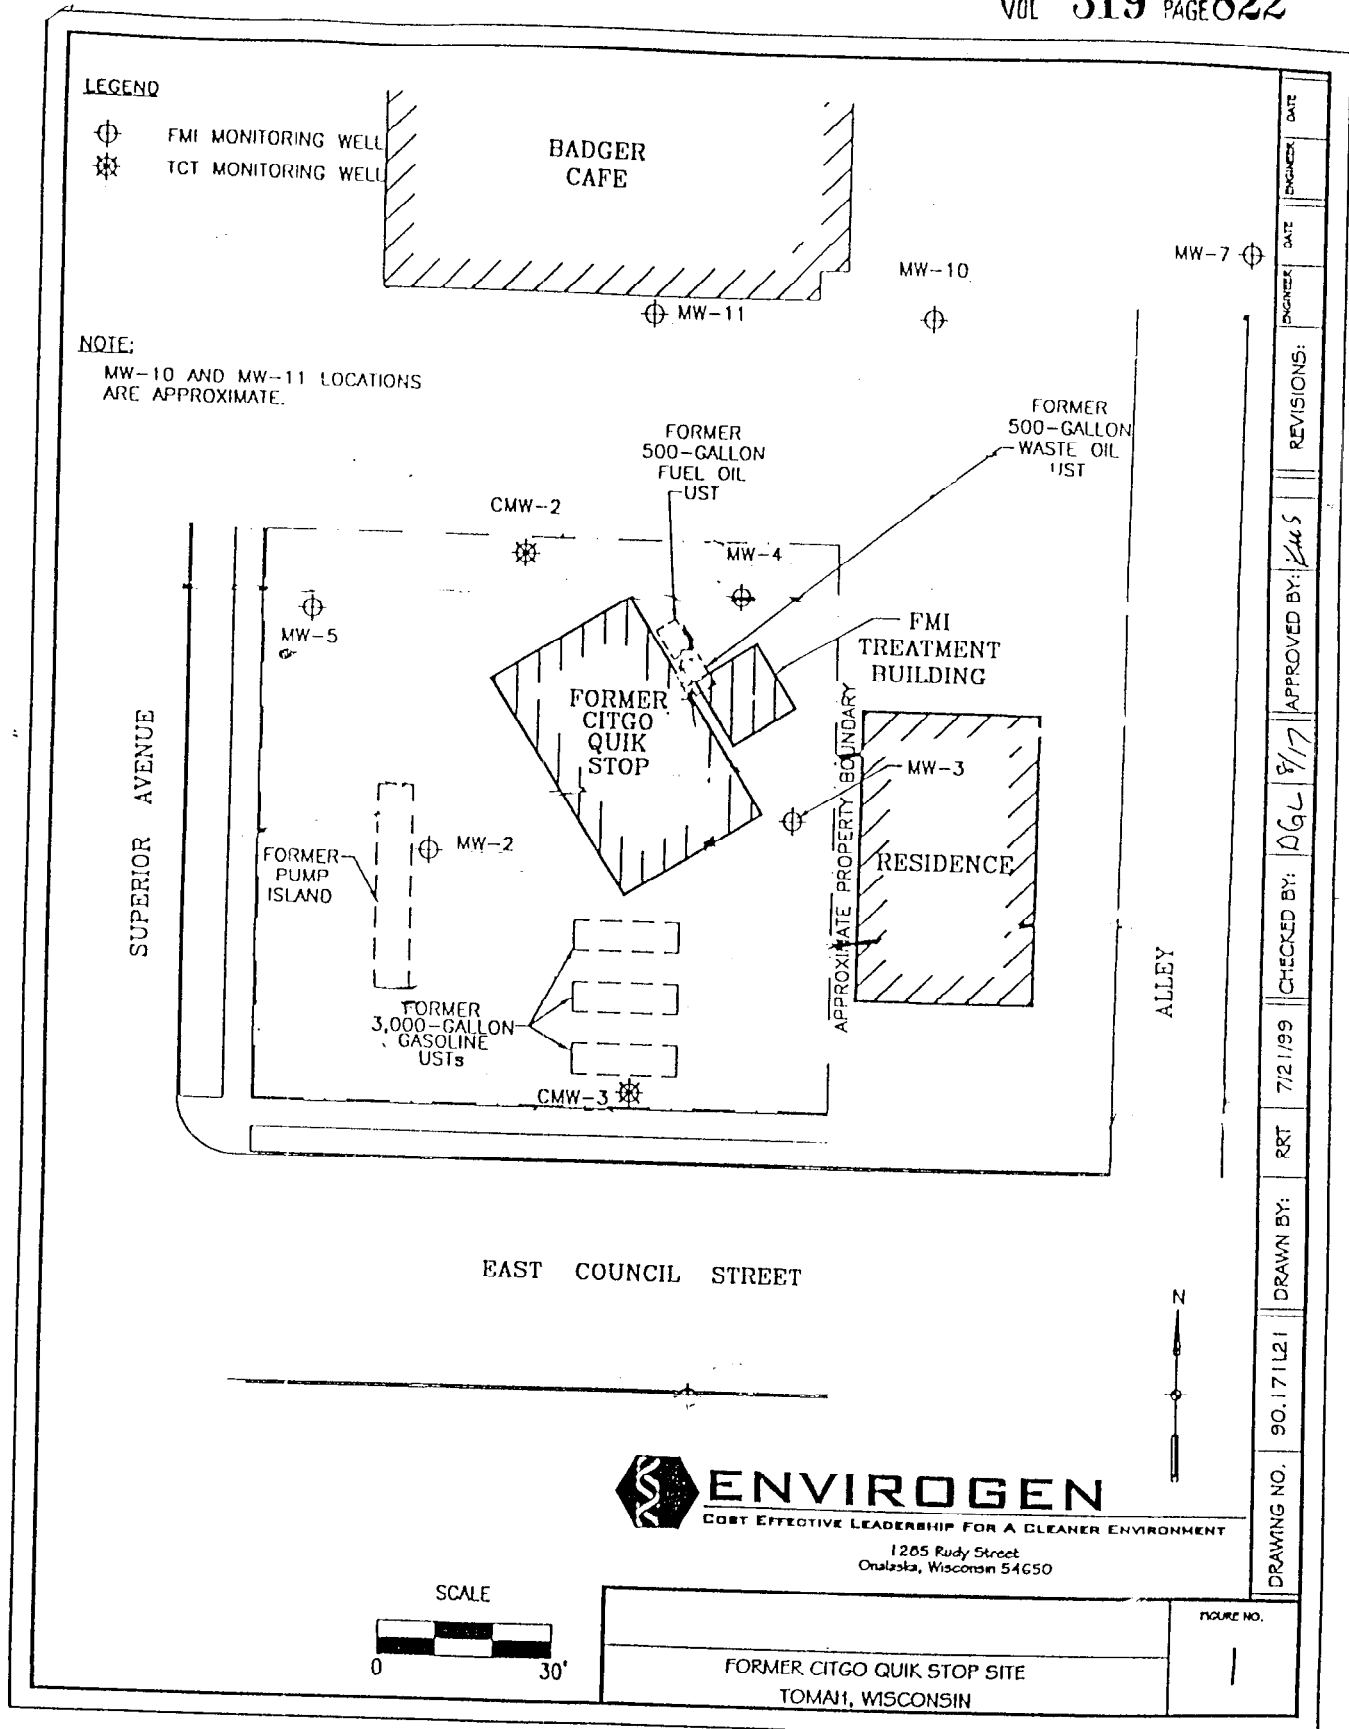 VOL 519 PAGE 822
LEGEND
FMI MONITORING WELL
TCT MONITORING WELL
BADGER
CAFE
MW-7
MW-10
MW-11
NOTE:
MW-10 AND MW-11 LOCATIONS
ARE APPROXIMATE.
FORMER
500-GALLON
WASTE OIL
UST
FORMER
500-GALLON
FUEL OIL
UST
CMW-2
MW-4
MW-5
FMI
TREATMENT
BUILDING
FORMER
CITGO
QUIK
STOP
APPROXIMATE PROPERTY BOUNDARY
MW-3
RESIDENCE
SUPERIOR AVENUE
FORMER
PUMP
ISLAND
MW-2
FORMER
3,000-GALLON
GASOLINE
USTs
CMW-3
ALLEY
EAST COUNCIL STREET
N
ENVIROGEN
COST EFFECTIVE LEADERSHIP FOR A CLEANER ENVIRONMENT
1285 Rudy Street
Onalaska, Wisconsin 54650
SCALE
0 30'
FORMER CITGO QUIK STOP SITE
TOMAH, WISCONSIN
FIGURE NO.
1
DRAWING NO. 90.171L21 DRAWN BY: RRT 7/21/99 CHECKED BY: DGL 8/17 APPROVED BY: REVISIONS: ENGINEER DATE ENGINEER DATE